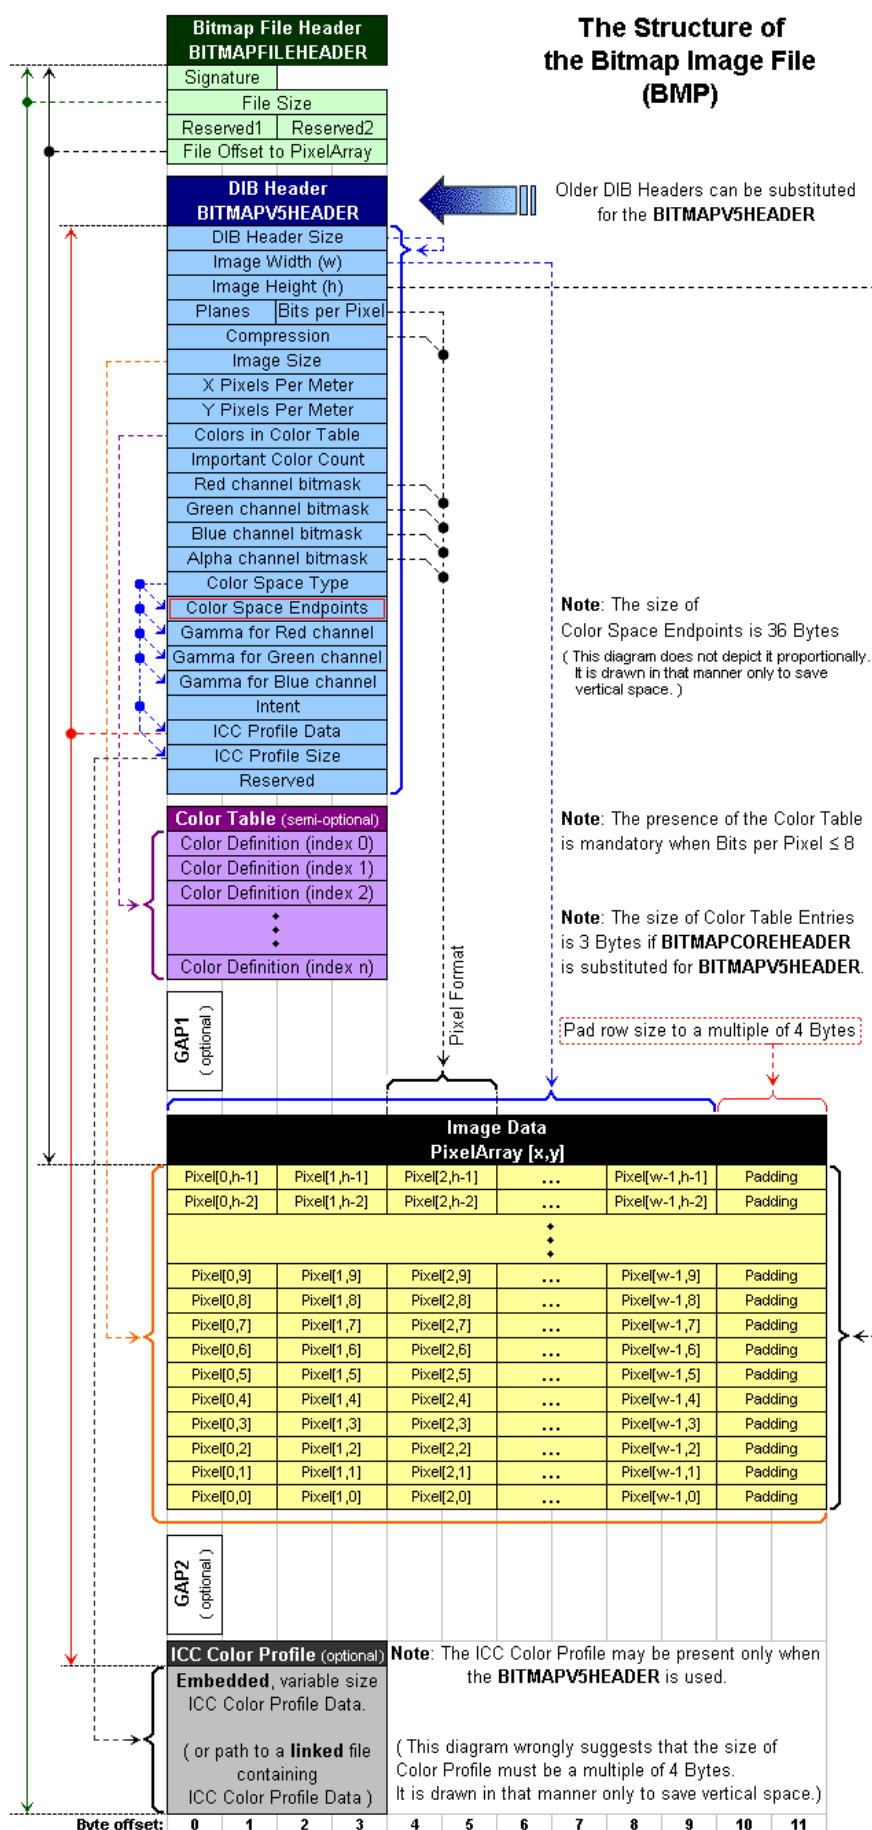 The Structure of
the Bitmap Image File
(BMP)
Bitmap File Header
BITMAPFILEHEADER
Signature
File Size
Reserved1 Reserved2
File Offset to PixelArray
DIB Header
BITMAPV5HEADER
Older DIB Headers can be substituted
for the BITMAPV5HEADER
DIB Header Size
Image Width (w)
Image Height (h)
Planes Bits per Pixel
Compression
Image Size
X Pixels Per Meter
Y Pixels Per Meter
Colors in Color Table
Important Color Count
Red channel bitmask
Green channel bitmask
Blue channel bitmask
Alpha channel bitmask
Color Space Type
Color Space Endpoints
Gamma for Red channel
Gamma for Green channel
Gamma for Blue channel
Intent
ICC Profile Data
ICC Profile Size
Reserved
Note: The size of
Color Space Endpoints is 36 Bytes
( This diagram does not depict it proportionally.
It is drawn in that manner only to save
vertical space. )
Color Table (semi-optional)
Color Definition (index 0)
Color Definition (index 1)
Color Definition (index 2)
Color Definition (index n)
Note: The presence of the Color Table
is mandatory when Bits per Pixel ≤ 8
Note: The size of Color Table Entries
is 3 Bytes if BITMAPCOREHEADER
is substituted for BITMAPV5HEADER.
GAP1
( optional )
Pixel Format
Pad row size to a multiple of 4 Bytes
Image Data
PixelArray [x,y]
Pixel[0,h-1] Pixel[1,h-1] Pixel[2,h-1] ... Pixel[w-1,h-1] Padding
Pixel[0,h-2] Pixel[1,h-2] Pixel[2,h-2] ... Pixel[w-1,h-2] Padding
Pixel[0,9] Pixel[1,9] Pixel[2,9] ... Pixel[w-1,9] Padding
Pixel[0,8] Pixel[1,8] Pixel[2,8] ... Pixel[w-1,8] Padding
Pixel[0,7] Pixel[1,7] Pixel[2,7] ... Pixel[w-1,7] Padding
Pixel[0,6] Pixel[1,6] Pixel[2,6] ... Pixel[w-1,6] Padding
Pixel[0,5] Pixel[1,5] Pixel[2,5] ... Pixel[w-1,5] Padding
Pixel[0,4] Pixel[1,4] Pixel[2,4] ... Pixel[w-1,4] Padding
Pixel[0,3] Pixel[1,3] Pixel[2,3] ... Pixel[w-1,3] Padding
Pixel[0,2] Pixel[1,2] Pixel[2,2] ... Pixel[w-1,2] Padding
Pixel[0,1] Pixel[1,1] Pixel[2,1] ... Pixel[w-1,1] Padding
Pixel[0,0] Pixel[1,0] Pixel[2,0] ... Pixel[w-1,0] Padding
GAP2
( optional )
ICC Color Profile (optional)
Embedded, variable size
ICC Color Profile Data.
( or path to a linked file
containing
ICC Color Profile Data )
Note: The ICC Color Profile may be present only when
the BITMAPV5HEADER is used.
( This diagram wrongly suggests that the size of
Color Profile must be a multiple of 4 Bytes.
It is drawn in that manner only to save vertical space.)
Byte offset: 0 1 2 3 4 5 6 7 8 9 10 11